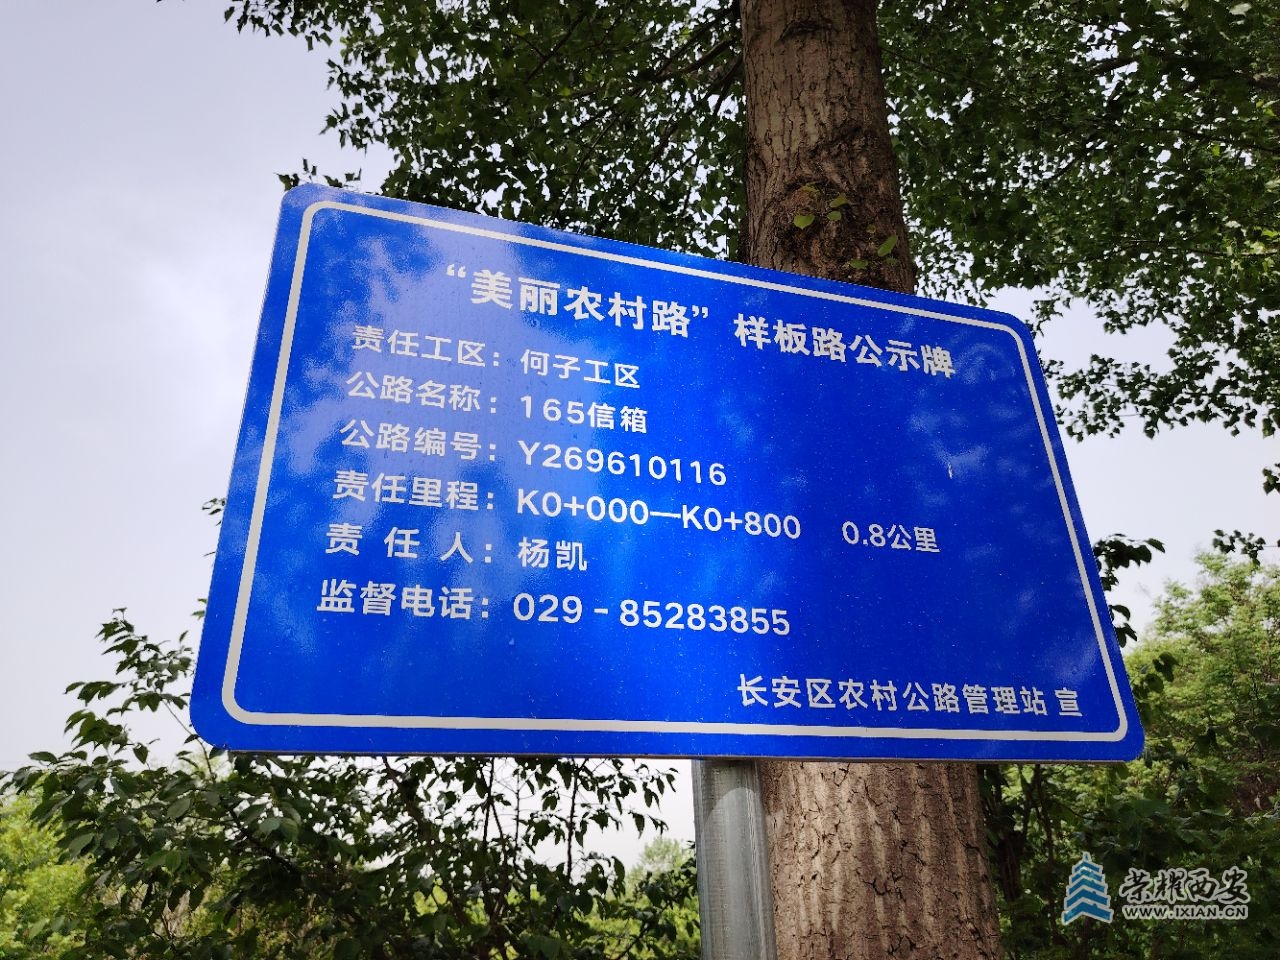 “美丽农村路”样板路公示牌
责任工区：何子工区
公路名称：165信箱
公路编号：Y269610116
责任里程：K0+000—K0+800 0.8公里
责 任 人：杨凯
监督电话：029－85283855
长安区农村公路管理站 宣
荣耀西安
WWW.IXIAN.CN